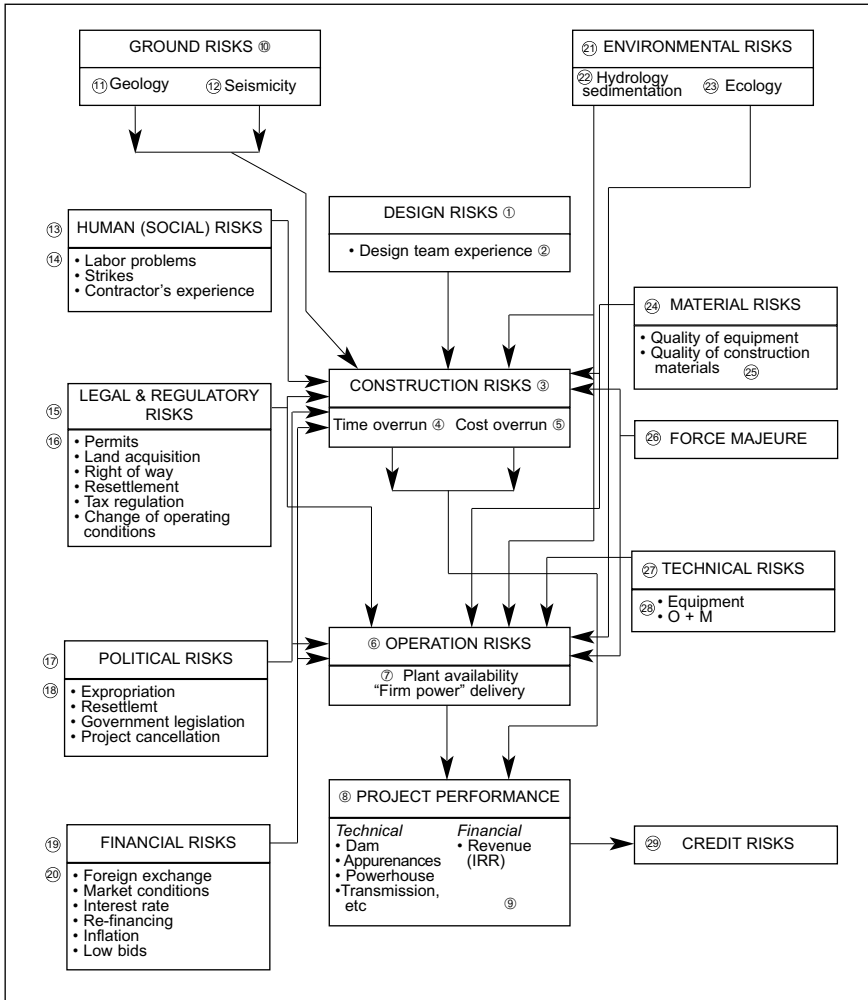 GROUND RISKS ⑩
⑪ Geology ⑫ Seismicity
㉑ ENVIRONMENTAL RISKS
㉒ Hydrology
sedimentation
㉓ Ecology
⑬ HUMAN (SOCIAL) RISKS
⑭ • Labor problems
• Strikes
• Contractor's experience
DESIGN RISKS ①
• Design team experience ②
㉔ MATERIAL RISKS
• Quality of equipment
• Quality of construction
materials ㉕
CONSTRUCTION RISKS ③
Time overrun ④ Cost overrun ⑤
⑮ LEGAL & REGULATORY
RISKS
⑯ • Permits
• Land acquisition
• Right of way
• Resettlement
• Tax regulation
• Change of operating
conditions
㉖ FORCE MAJEURE
㉗ TECHNICAL RISKS
㉘ • Equipment
• O + M
⑥ OPERATION RISKS
⑦ Plant availability
"Firm power" delivery
⑰ POLITICAL RISKS
⑱ • Expropriation
• Resettlemt
• Government legislation
• Project cancellation
⑧ PROJECT PERFORMANCE
Technical
• Dam
• Appurenances
• Powerhouse
•Transmission,
etc
Financial
• Revenue
(IRR)
⑨
㉙ CREDIT RISKS
⑲ FINANCIAL RISKS
⑳ • Foreign exchange
• Market conditions
• Interest rate
• Re-financing
• Inflation
• Low bids